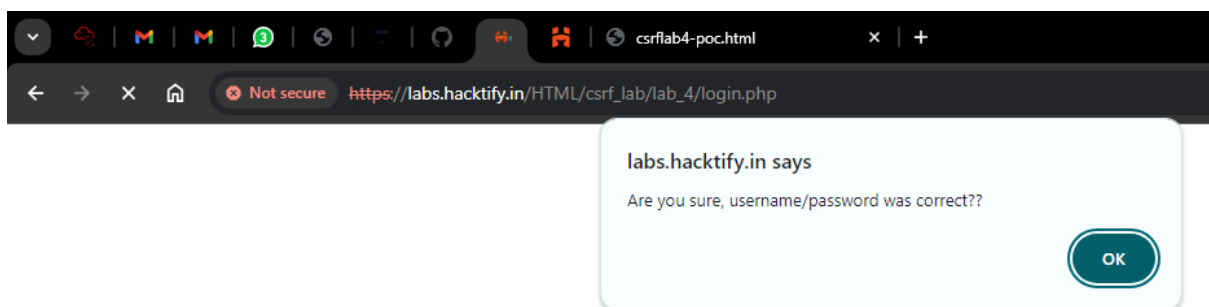 3
csrflab4-poc.html
Not secure https://labs.hacktify.in/HTML/csrf_lab/lab_4/login.php
labs.hacktify.in says
Are you sure, username/password was correct??
OK